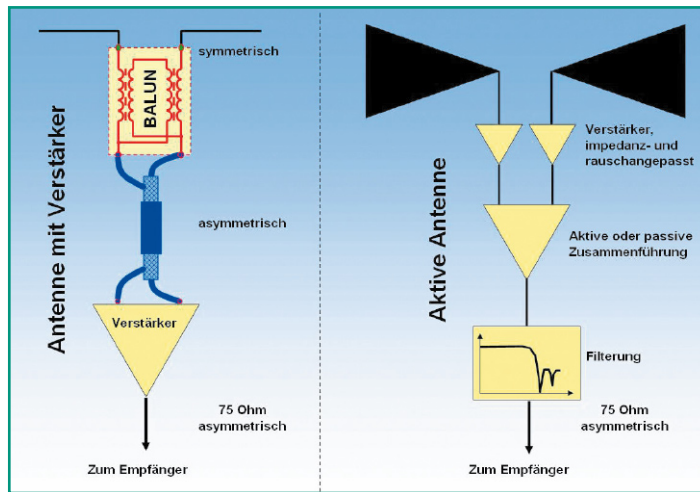 Antenne mit Verstärker
symmetrisch
BALUN
asymmetrisch
Verstärker
75 Ohm
asymmetrisch
Zum Empfänger
Aktive Antenne
Verstärker,
impedanz- und
rauschangepasst
Aktive oder passive
Zusammenführung
Filterung
75 Ohm
asymmetrisch
Zum Empfänger